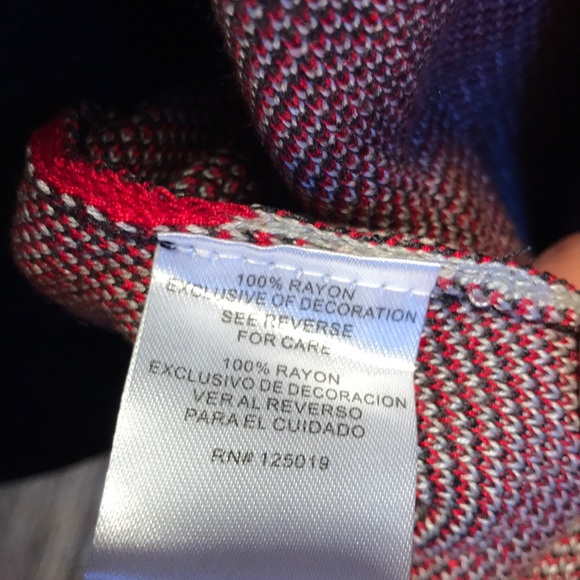 100% RAYON
EXCLUSIVE OF DECORATION
SEE REVERSE
FOR CARE
100% RAYON
EXCLUSIVO DE DECORACION
VER AL REVERSO
PARA EL CUIDADO
RN# 125019